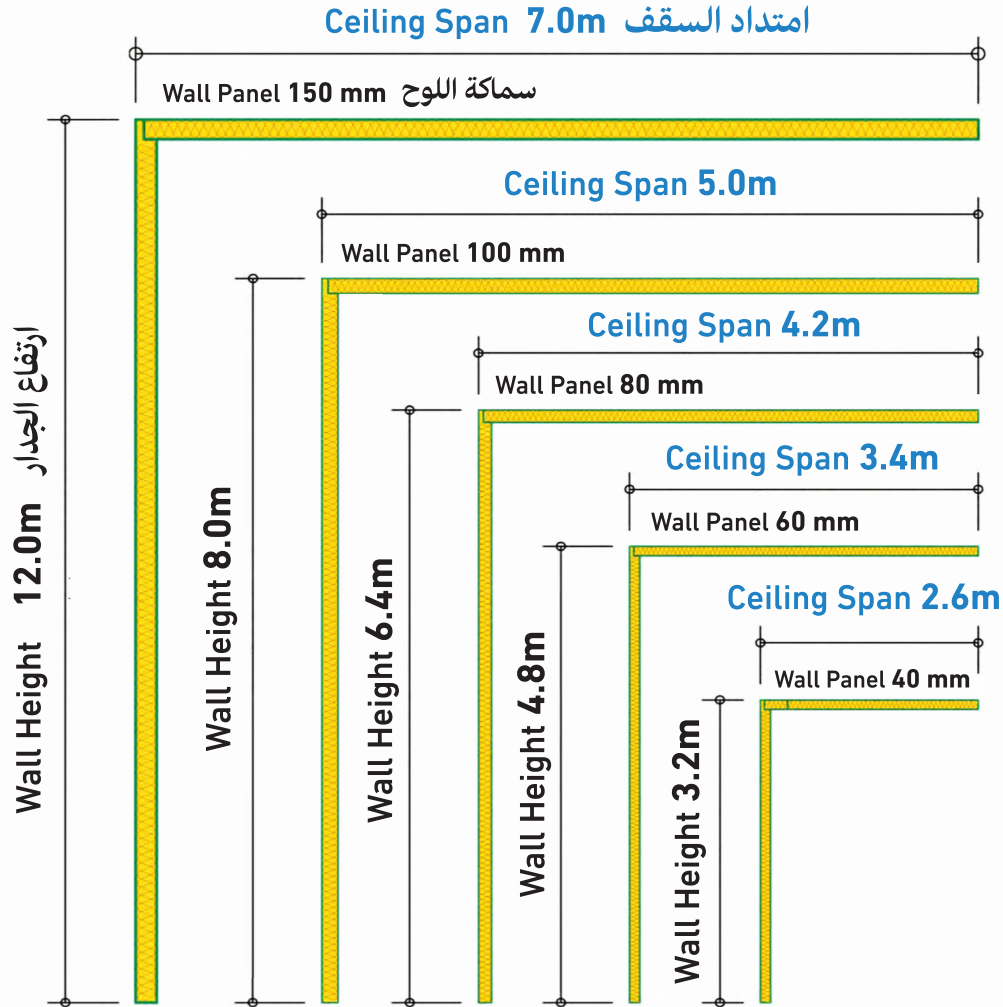 Ceiling Span 7.0m امتداد السقف
Wall Panel 150 mm سماكة اللوح
Ceiling Span 5.0m
Wall Panel 100 mm
Ceiling Span 4.2m
Wall Panel 80 mm
Ceiling Span 3.4m
Wall Panel 60 mm
Ceiling Span 2.6m
Wall Panel 40 mm
Wall Height 12.0m ارتفاع الجدار
Wall Height 8.0m
Wall Height 6.4m
Wall Height 4.8m
Wall Height 3.2m